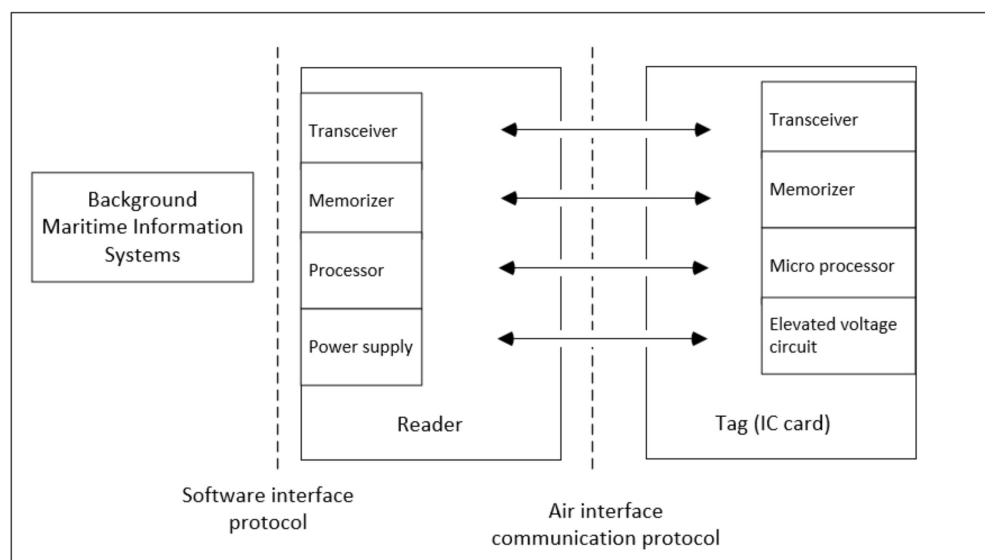 Background
Maritime Information
Systems
Transceiver
Memorizer
Processor
Power supply
Reader
Transceiver
Memorizer
Micro processor
Elevated voltage
circuit
Tag (IC card)
Software interface
protocol
Air interface
communication protocol